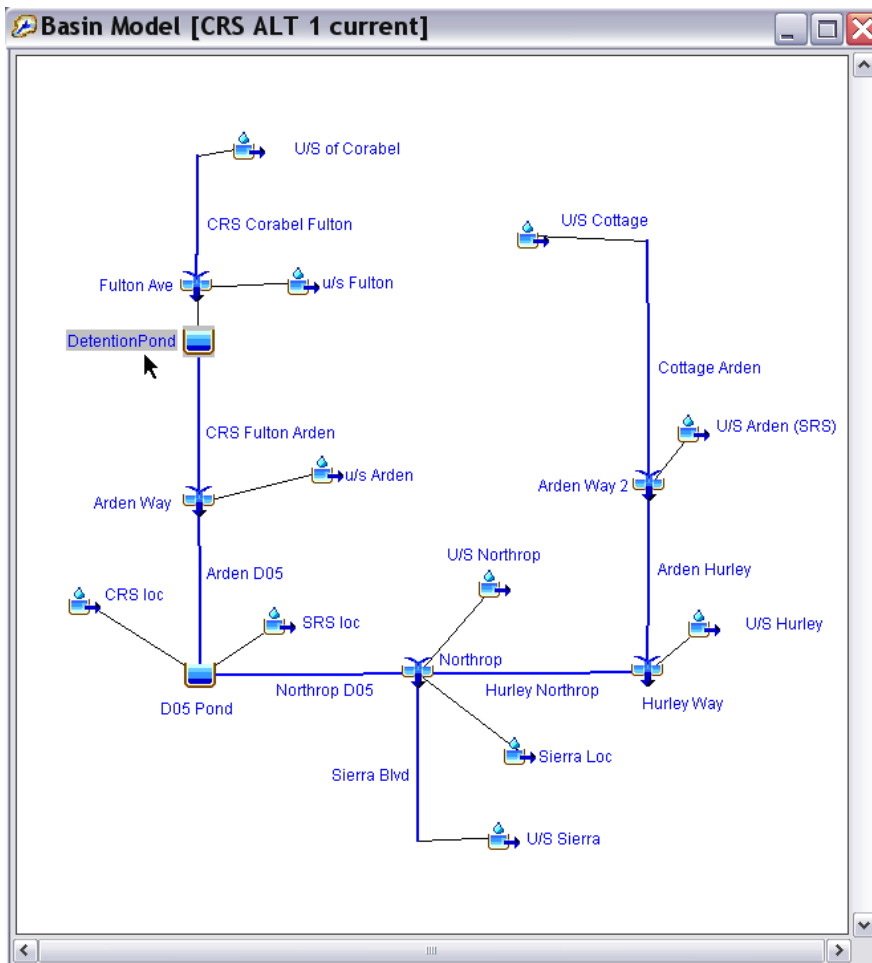 Basin Model [CRS ALT 1 current]
U/S of Corabel
U/S Cottage
CRS Corabel Fulton
Fulton Ave
u/s Fulton
DetentionPond
Cottage Arden
CRS Fulton Arden
U/S Arden (SRS)
u/s Arden
Arden Way 2
Arden Way
U/S Northrop
Arden D05
Arden Hurley
CRS loc
SRS loc
U/S Hurley
Northrop
Northrop D05
Hurley Northrop
D05 Pond
Hurley Way
Sierra Loc
Sierra Blvd
U/S Sierra